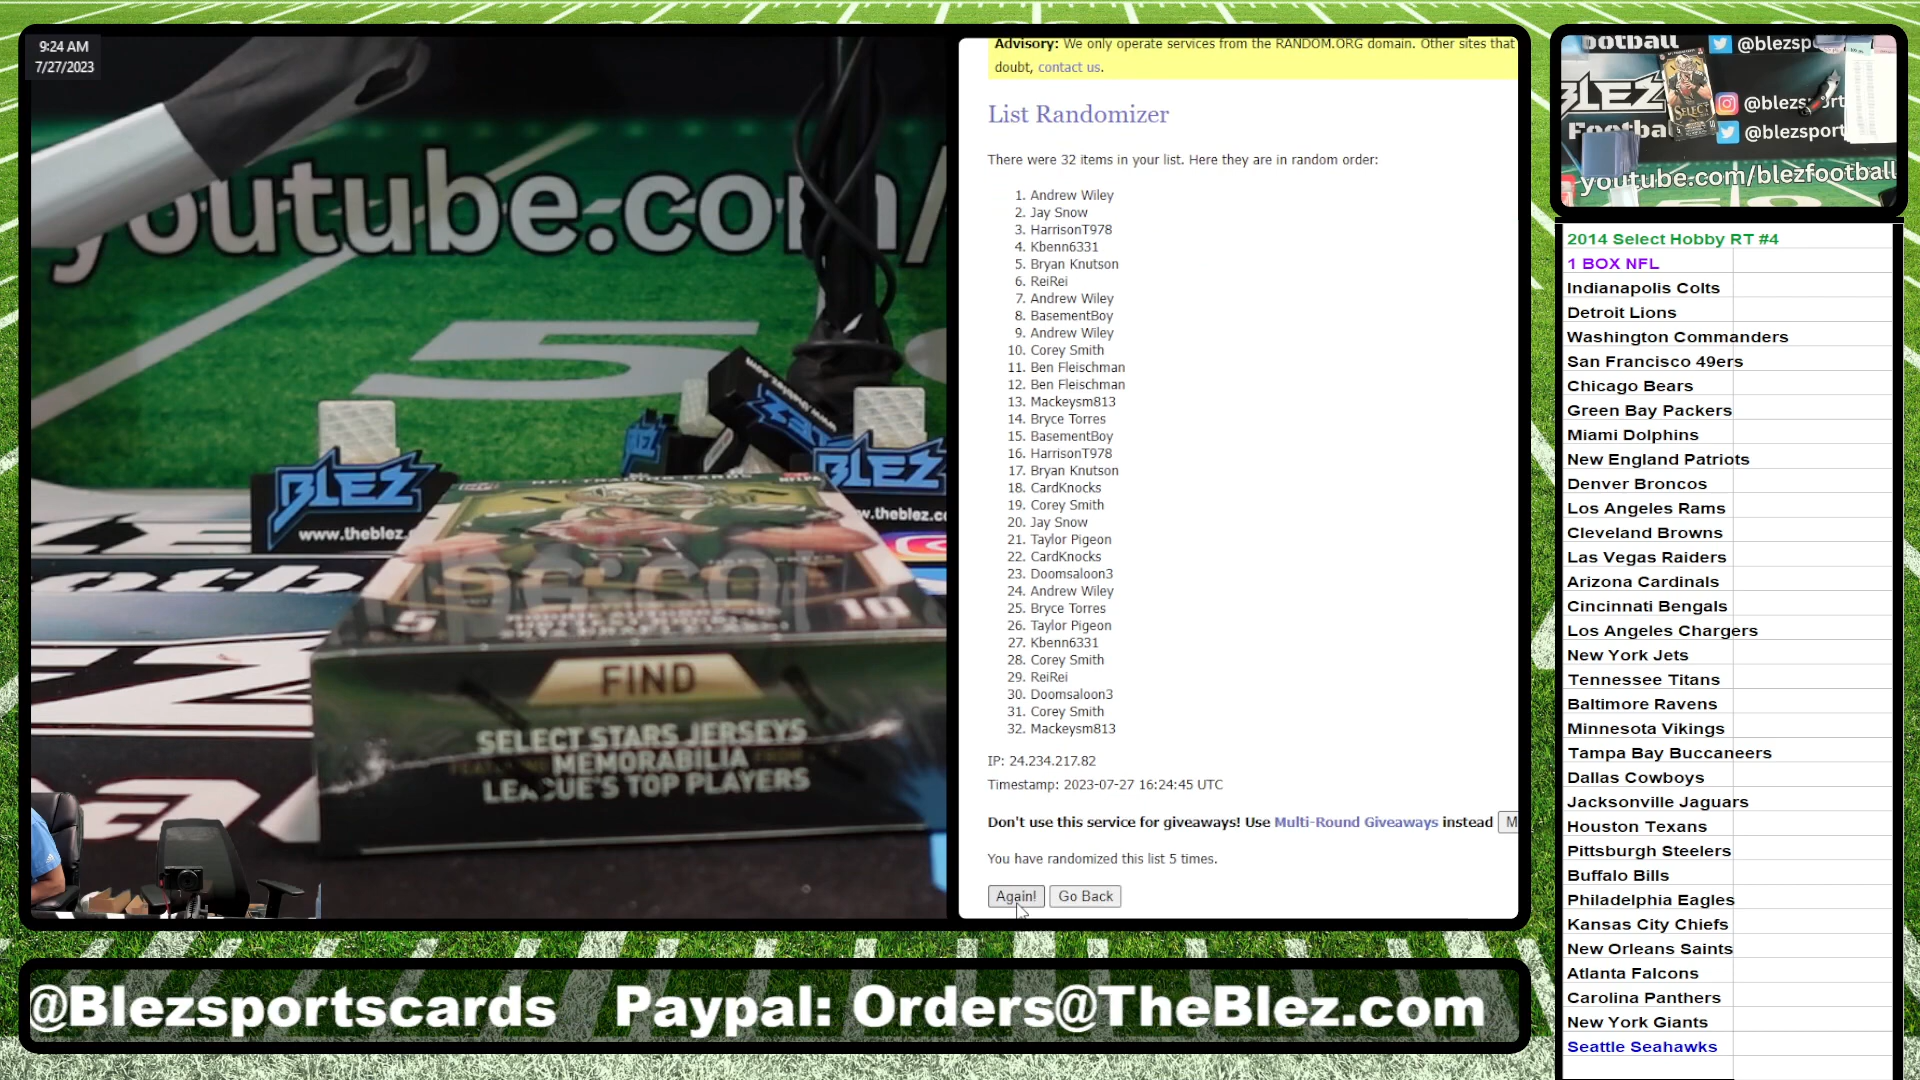 9:24 AM
7/27/2023
youtube.com/
BLEZ
www.theblez.
BLEZ
w.theblez.co
5
10
FIND
SELECT STARS JERSEYS
MEMORABILIA
LEAGUE'S TOP PLAYERS
Advisory: We only operate services from the RANDOM.ORG domain. Other sites that
doubt, contact us.
List Randomizer
There were 32 items in your list. Here they are in random order:
1. Andrew Wiley
2. Jay Snow
3. HarrisonT978
4. Kbenn6331
5. Bryan Knutson
6. ReiRei
7. Andrew Wiley
8. BasementBoy
9. Andrew Wiley
10. Corey Smith
11. Ben Fleischman
12. Ben Fleischman
13. Mackeysm813
14. Bryce Torres
15. BasementBoy
16. HarrisonT978
17. Bryan Knutson
18. CardKnocks
19. Corey Smith
20. Jay Snow
21. Taylor Pigeon
22. CardKnocks
23. Doomsaloon3
24. Andrew Wiley
25. Bryce Torres
26. Taylor Pigeon
27. Kbenn6331
28. Corey Smith
29. ReiRei
30. Doomsaloon3
31. Corey Smith
32. Mackeysm813
IP: 24.234.217.82
Timestamp: 2023-07-27 16:24:45 UTC
Don't use this service for giveaways! Use Multi-Round Giveaways instead
You have randomized this list 5 times.
Again! Go Back
@blezsp
@blezsport
youtube.com/blezfootball
2014 Select Hobby RT #4
1 BOX NFL
Indianapolis Colts
Detroit Lions
Washington Commanders
San Francisco 49ers
Chicago Bears
Green Bay Packers
Miami Dolphins
New England Patriots
Denver Broncos
Los Angeles Rams
Cleveland Browns
Las Vegas Raiders
Arizona Cardinals
Cincinnati Bengals
Los Angeles Chargers
New York Jets
Tennessee Titans
Baltimore Ravens
Minnesota Vikings
Tampa Bay Buccaneers
Dallas Cowboys
Jacksonville Jaguars
Houston Texans
Pittsburgh Steelers
Buffalo Bills
Philadelphia Eagles
Kansas City Chiefs
New Orleans Saints
Atlanta Falcons
Carolina Panthers
New York Giants
Seattle Seahawks
@Blezsportscards Paypal: Orders@TheBlez.com